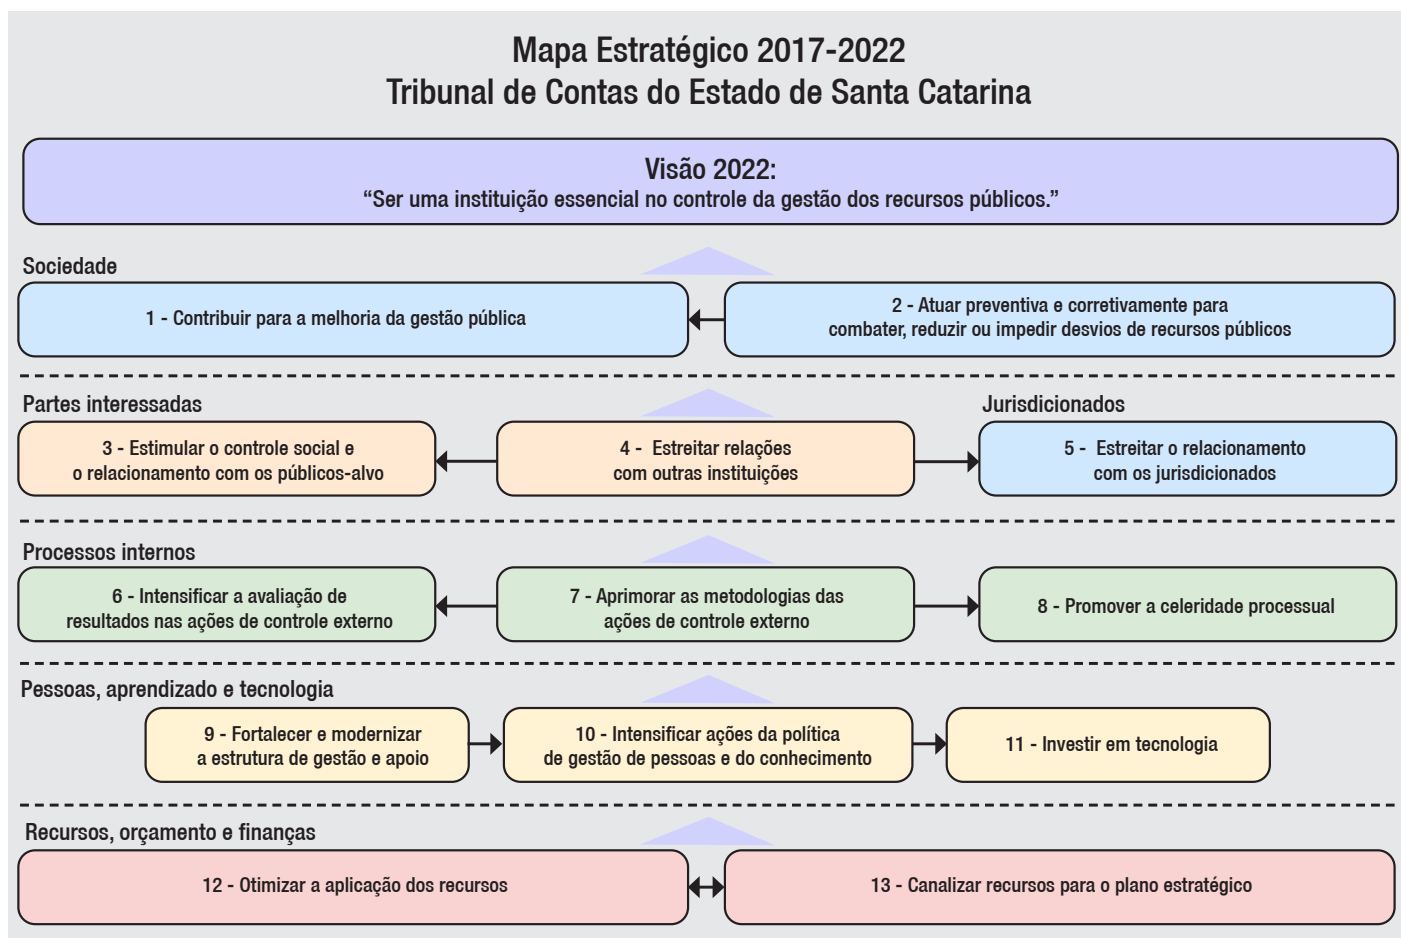 Mapa Estratégico 2017-2022
Tribunal de Contas do Estado de Santa Catarina
Visão 2022:
“Ser uma instituição essencial no controle da gestão dos recursos públicos.”
Sociedade
1 - Contribuir para a melhoria da gestão pública
2 - Atuar preventiva e corretivamente para
combater, reduzir ou impedir desvios de recursos públicos
Partes interessadas
Jurisdicionados
3 - Estimular o controle social e
o relacionamento com os públicos-alvo
4 - Estreitar relações
com outras instituições
5 - Estreitar o relacionamento
com os jurisdicionados
Processos internos
6 - Intensificar a avaliação de
resultados nas ações de controle externo
7 - Aprimorar as metodologias das
ações de controle externo
8 - Promover a celeridade processual
Pessoas, aprendizado e tecnologia
9 - Fortalecer e modernizar
a estrutura de gestão e apoio
10 - Intensificar ações da política
de gestão de pessoas e do conhecimento
11 - Investir em tecnologia
Recursos, orçamento e finanças
12 - Otimizar a aplicação dos recursos
13 - Canalizar recursos para o plano estratégico